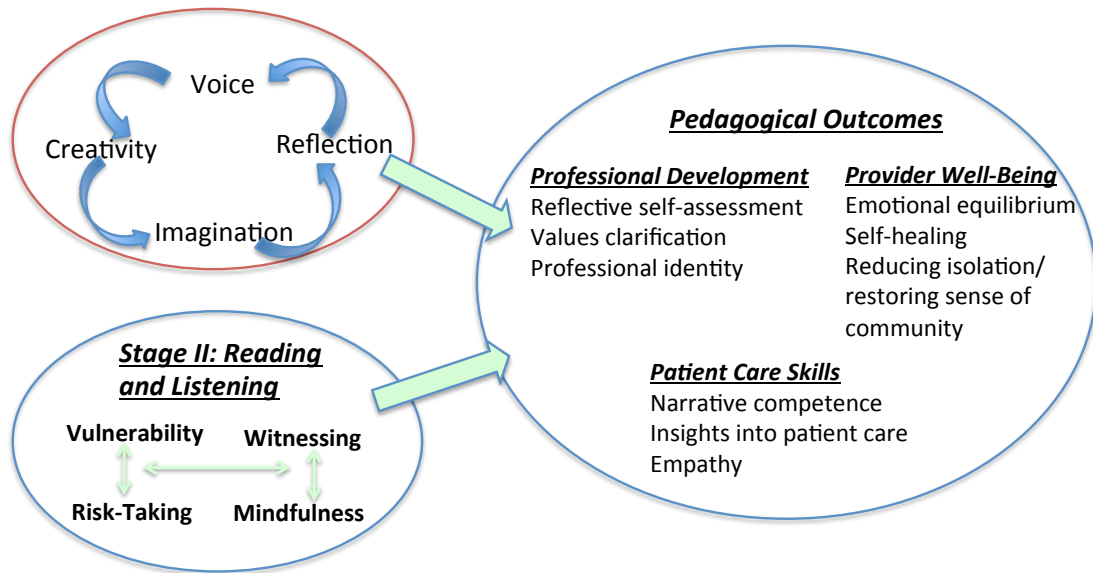 Voice
Creativity
Reflection
Imagination
Stage II: Reading
and Listening
Vulnerability
Witnessing
Risk-Taking
Mindfulness
Pedagogical Outcomes
Professional Development
Reflective self-assessment
Values clarification
Professional identity
Provider Well-Being
Emotional equilibrium
Self-healing
Reducing isolation/
restoring sense of
community
Patient Care Skills
Narrative competence
Insights into patient care
Empathy